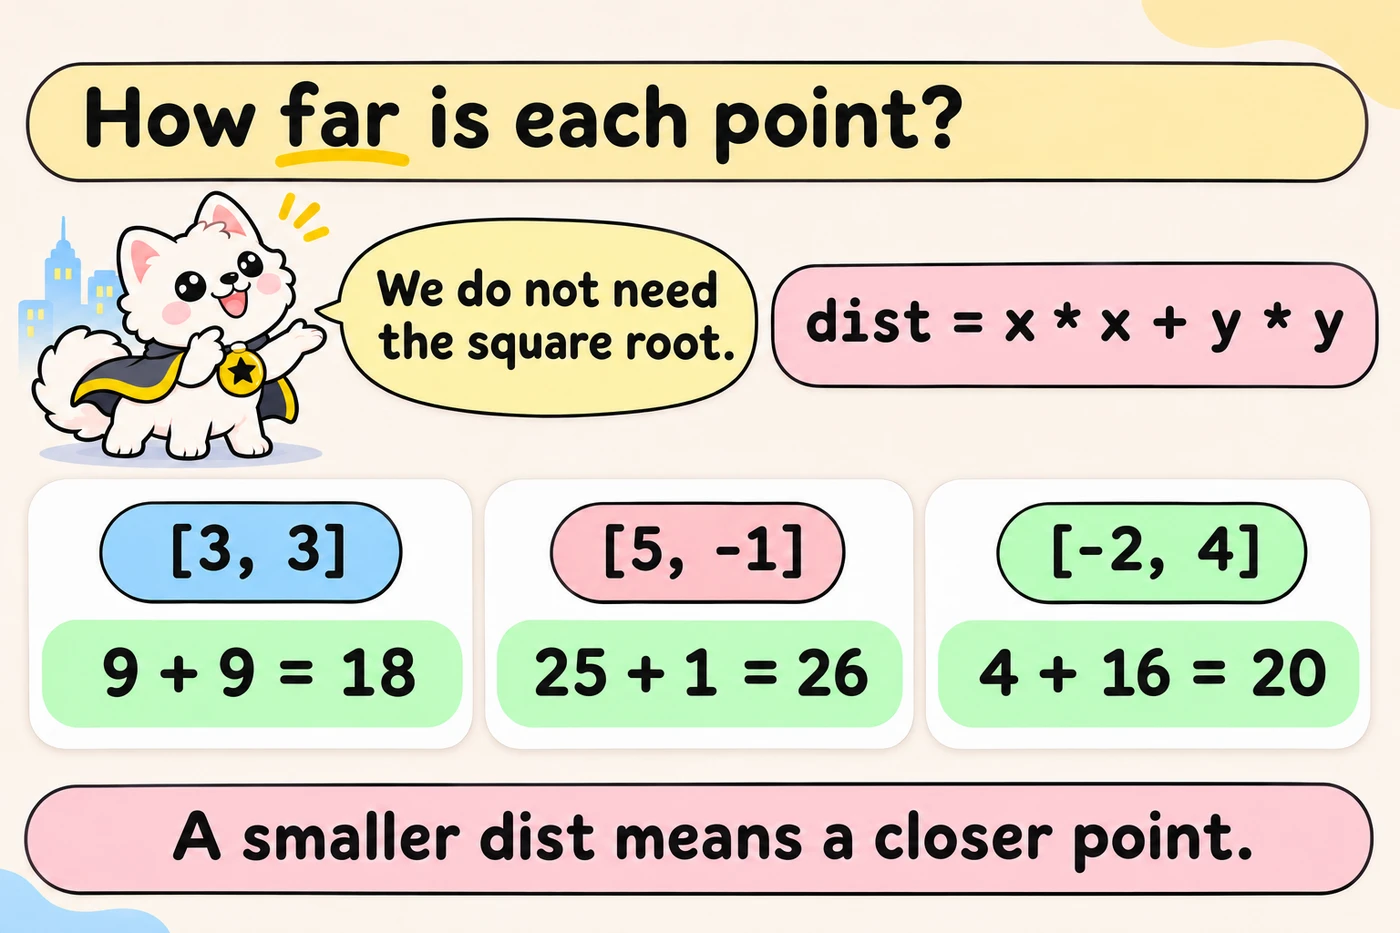 How far is each point?
We do not need
the square root.
dist = x * x + y * y
[3, 3]
9 + 9 = 18
[5, -1]
25 + 1 = 26
[-2, 4]
4 + 16 = 20
A smaller dist means a closer point.